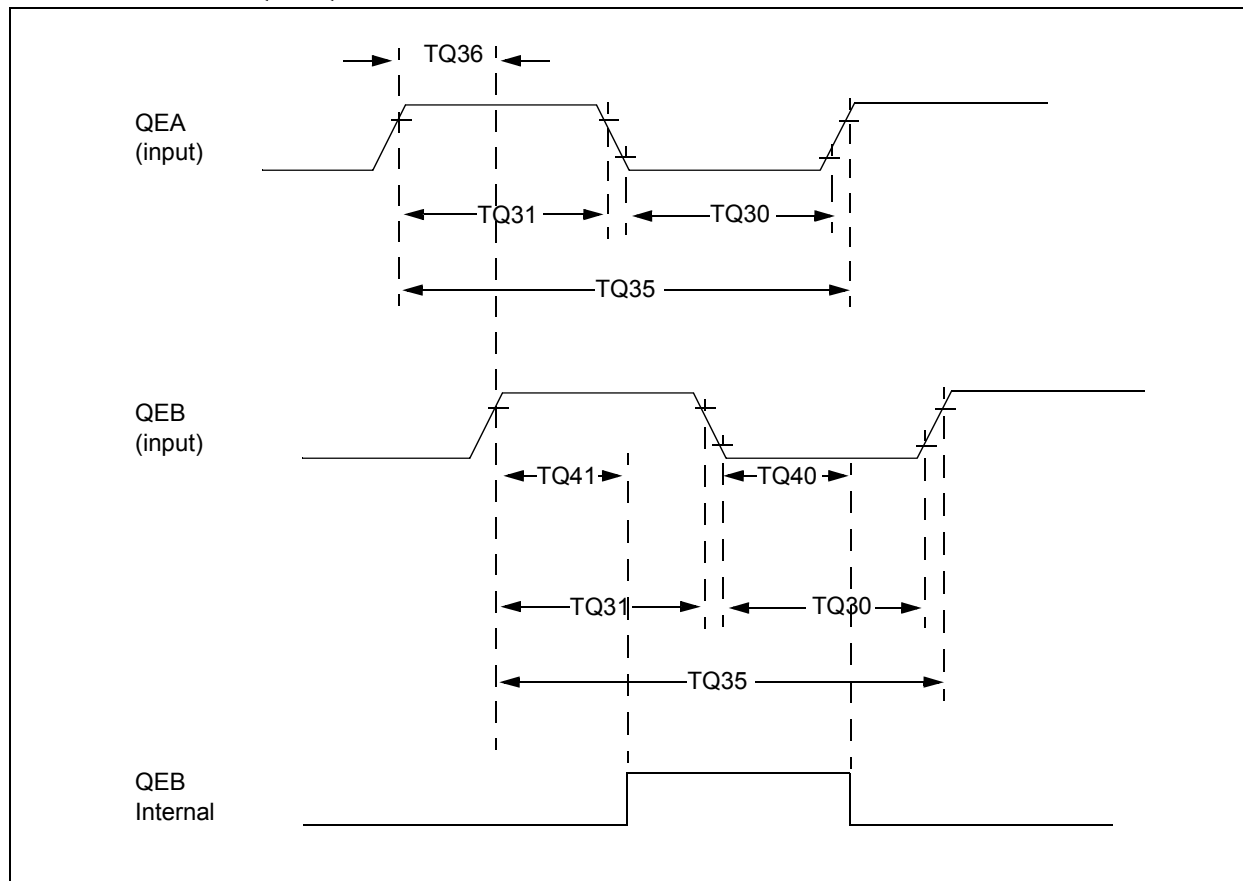 TQ36
QEA
(input)
TQ31
TQ30
TQ35
QEB
(input)
TQ41
TQ40
TQ31
TQ30
TQ35
QEB
Internal